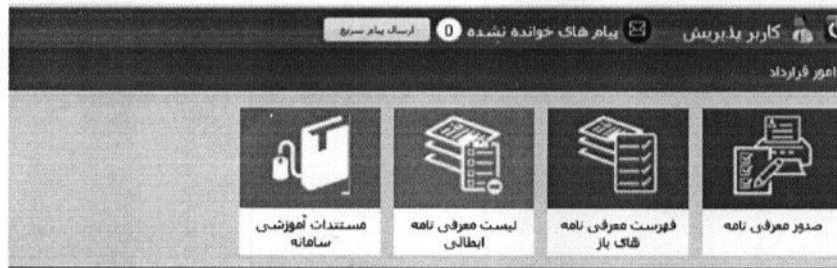 کاربر پذیریش پیام های خوانده نشده 0 ارسال پیام سریع
امور قرارداد
صدور معرفی نامه
فهرست معرفی نامه
های باز
لیست معرفی نامه
ابطالی
مستندات آموزشی
سامانه